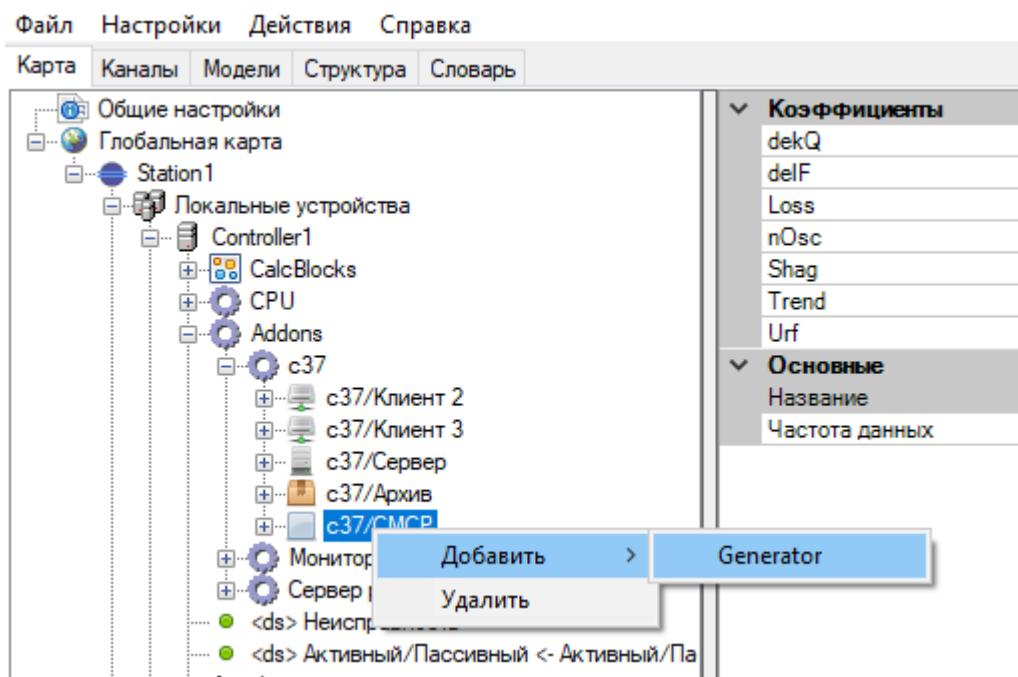 Файл Настройки Действия Справка
Карта Каналы Модели Структура Словарь
Общие настройки
Глобальная карта
Station1
Локальные устройства
Controller1
CalcBlocks
CPU
Addons
c37
c37/Клиент 2
c37/Клиент 3
c37/Сервер
c37/Архив
c37/СМСР
Монитор
Сервер
<ds> Неисправность
<ds> Активный/Пассивный <- Активный/Па
Добавить >
Удалить
Generator
Коэффициенты
dekQ
delF
Loss
nOsc
Shag
Trend
Urf
Основные
Название
Частота данных